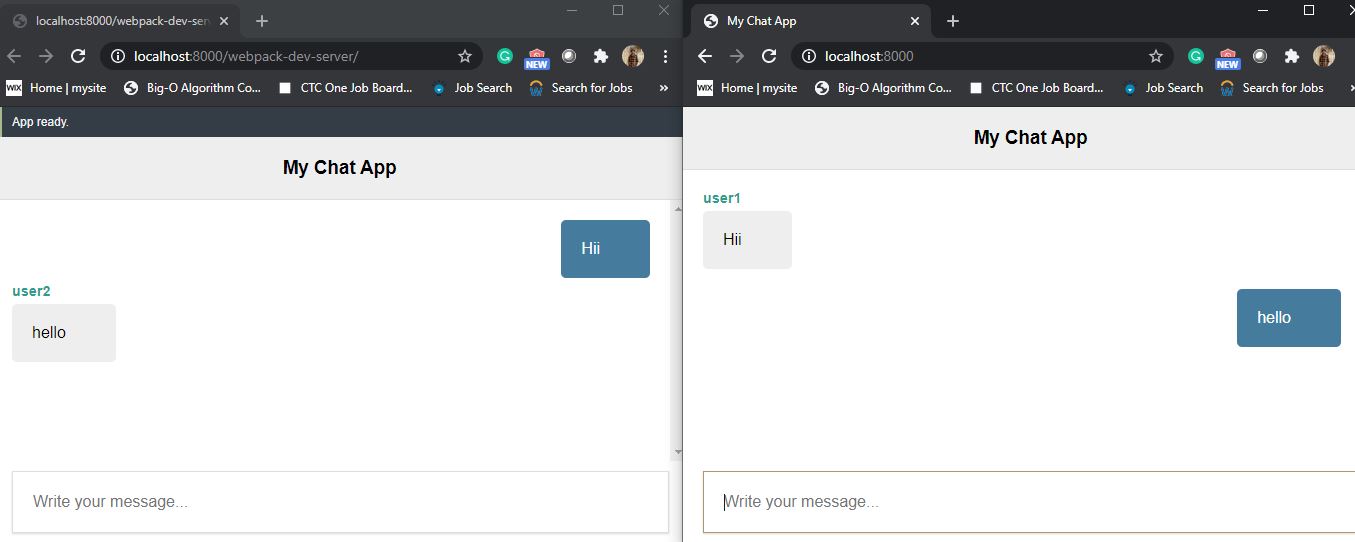 localhost:8000/webpack-dev-ser
localhost:8000/webpack-dev-server/
NEW
WIX Home | mysite Big-O Algorithm Co... CTC One Job Board... Job Search Search for Jobs »
App ready.
My Chat App
Hii
user2
hello
Write your message...
My Chat App
localhost:8000
NEW
WIX Home | mysite Big-O Algorithm Co... CTC One Job Board... Job Search Search for Jobs
My Chat App
user1
Hii
hello
Write your message...